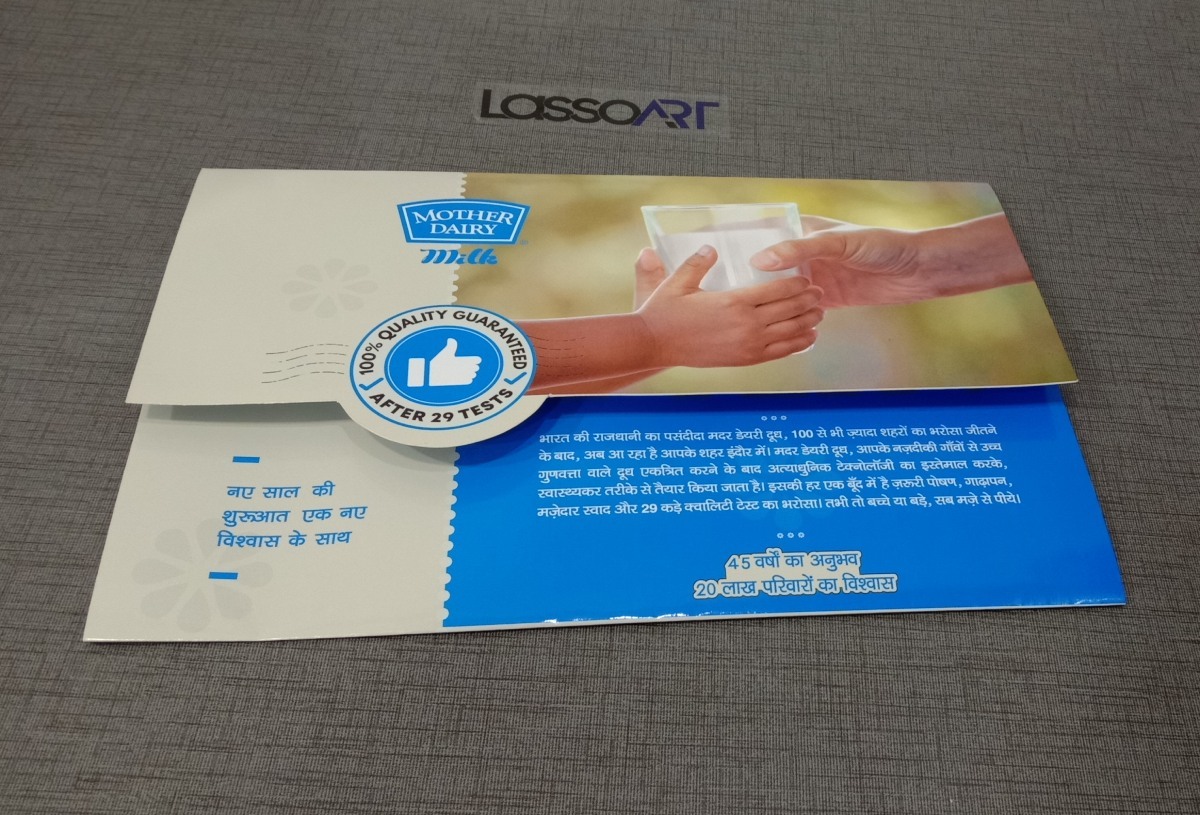 LassoART
MOTHER
DAIRY
Milk
100% QUALITY GUARANTEED
AFTER 29 TESTS
नए साल की
शुरूआत एक नए
विश्वास के साथ
भारत की राजधानी का पसंदीदा मदर डेयरी दूध, 100 से भी ज़्यादा शहरों का भरोसा जीतने
के बाद, अब आ रहा है आपके शहर इंदौर में। मदर डेयरी दूध, आपके नज़दीकी गाँवों से उच्च
गुणवत्ता वाले दूध एकत्रित करने के बाद अत्याधुनिक टेक्नोलॉजी का इस्तेमाल करके,
स्वास्थ्यकर तरीके से तैयार किया जाता है। इसकी हर एक बूँद में है ज़रूरी पोषण, गाढ़ापन,
मज़ेदार स्वाद और 29 कड़े क्वालिटी टेस्ट का भरोसा। तभी तो बच्चे या बड़े, सब मज़े से पीये।
45 वर्षों का अनुभव
20 लाख परिवारों का विश्वास